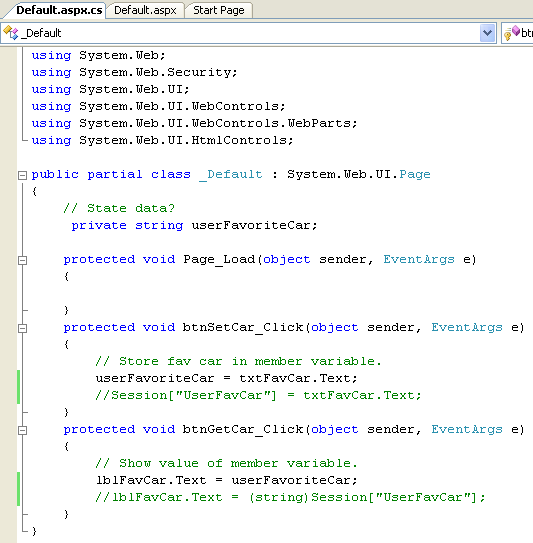 Default.aspx.cs Default.aspx Start Page
_Default btn
using System.Web;
using System.Web.Security;
using System.Web.UI;
using System.Web.UI.WebControls;
using System.Web.UI.WebControls.WebParts;
using System.Web.UI.HtmlControls;
public partial class _Default : System.Web.UI.Page
{
// State data?
private string userFavoriteCar;
protected void Page_Load(object sender, EventArgs e)
{
}
protected void btnSetCar_Click(object sender, EventArgs e)
{
// Store fav car in member variable.
userFavoriteCar = txtFavCar.Text;
//Session["UserFavCar"] = txtFavCar.Text;
}
protected void btnGetCar_Click(object sender, EventArgs e)
{
// Show value of member variable.
lblFavCar.Text = userFavoriteCar;
//lblFavCar.Text = (string)Session["UserFavCar"];
}
}